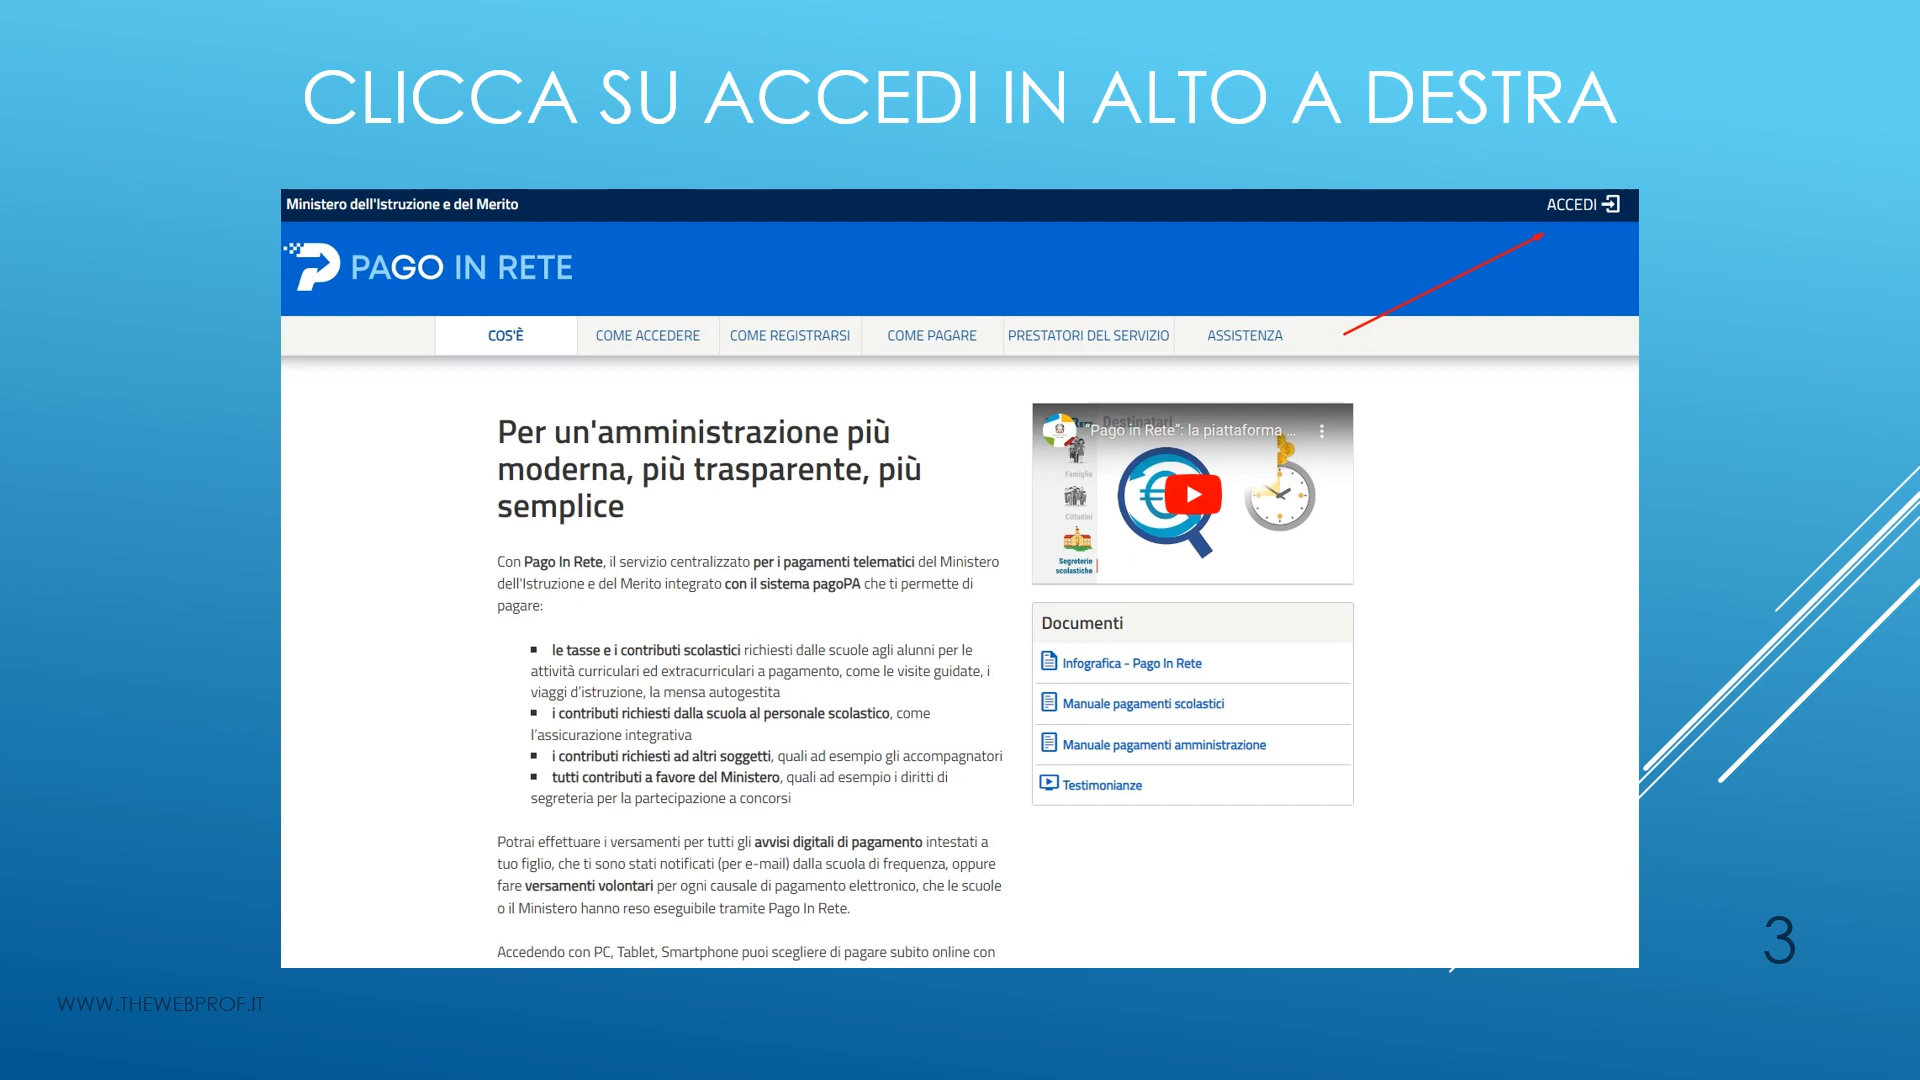 CLICCA SU ACCEDI IN ALTO A DESTRA
Ministero dell'Istruzione e del Merito
ACCEDI
PAGO IN RETE
COS'È
COME ACCEDERE
COME REGISTRARSI
COME PAGARE
PRESTATORI DEL SERVIZIO
ASSISTENZA
Per un'amministrazione più
moderna, più trasparente, più
semplice
Con Pago In Rete, il servizio centralizzato per i pagamenti telematici del Ministero
dell'Istruzione e del Merito integrato con il sistema pagoPA che ti permette di
pagare:
▪ le tasse e i contributi scolastici richiesti dalle scuole agli alunni per le
attività curriculari ed extracurriculari a pagamento, come le visite guidate, i
viaggi d’istruzione, la mensa autogestita
▪ i contributi richiesti dalla scuola al personale scolastico, come
l’assicurazione integrativa
▪ i contributi richiesti ad altri soggetti, quali ad esempio gli accompagnatori
▪ tutti contributi a favore del Ministero, quali ad esempio i diritti di
segreteria per la partecipazione a concorsi
Potrai effettuare i versamenti per tutti gli avvisi digitali di pagamento intestati a
tuo figlio, che ti sono stati notificati (per e-mail) dalla scuola di frequenza, oppure
fare versamenti volontari per ogni causale di pagamento elettronico, che le scuole
o il Ministero hanno reso eseguibile tramite Pago In Rete.
Accedendo con PC, Tablet, Smartphone puoi scegliere di pagare subito online con
Destinatari
"Pago in Rete": la piattaforma ...
Famiglie
Cittadini
Segreterie
scolastiche
Documenti
Infografica - Pago In Rete
Manuale pagamenti scolastici
Manuale pagamenti amministrazione
Testimonianze
3
WWW.THEWEBPROF.IT